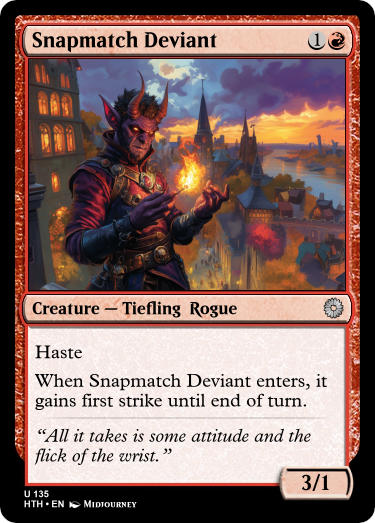 Snapmatch Deviant 1
Creature — Tiefling Rogue
Haste
When Snapmatch Deviant enters, it
gains first strike until end of turn.
“All it takes is some attitude and the
flick of the wrist.”
3/1
U 135
HTH • EN Midjourney